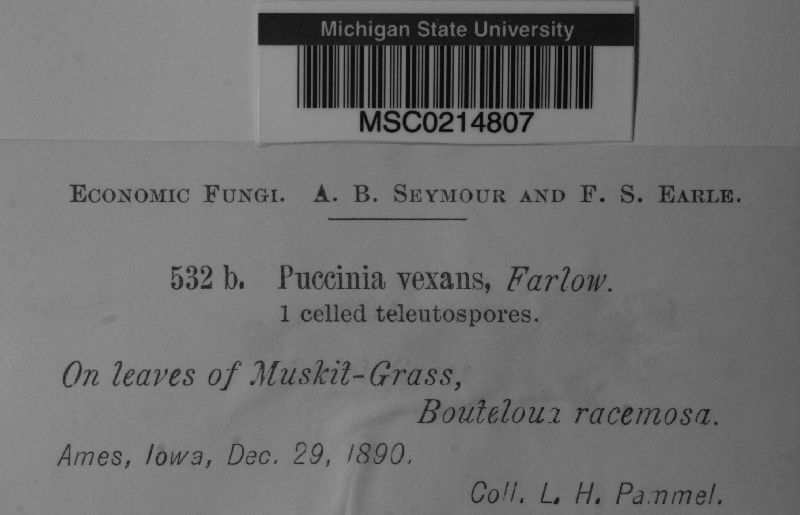 Michigan State University
MSC0214807
Economic Fungi. A. B. Seymour and F. S. Earle.
532 b. Puccinia vexans, Farlow.
1 celled teleutospores.
On leaves of Muskit-Grass,
Bouteloua racemosa.
Ames, Iowa, Dec. 29, 1890.
Coll. L. H. Pammel.